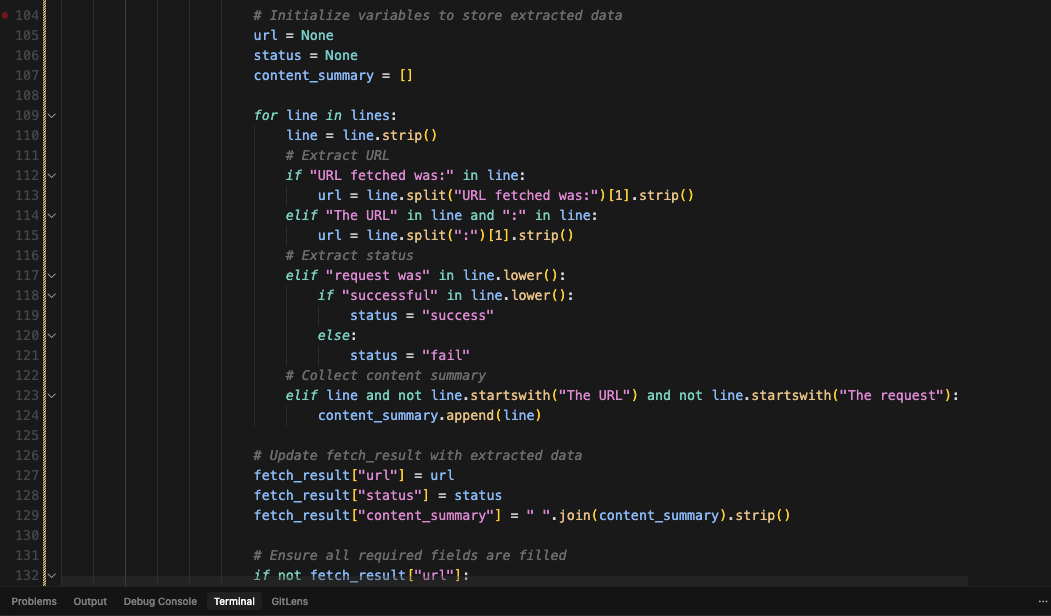 104 # Initialize variables to store extracted data
105 url = None
106 status = None
107 content_summary = []
108
109 for line in lines:
110 line = line.strip()
111 # Extract URL
112 if "URL fetched was:" in line:
113 url = line.split("URL fetched was:")[1].strip()
114 elif "The URL" in line and ":" in line:
115 url = line.split(":")[1].strip()
116 # Extract status
117 elif "request was" in line.lower():
118 if "successful" in line.lower():
119 status = "success"
120 else:
121 status = "fail"
122 # Collect content summary
123 elif line and not line.startswith("The URL") and not line.startswith("The request"):
124 content_summary.append(line)
125
126 # Update fetch_result with extracted data
127 fetch_result["url"] = url
128 fetch_result["status"] = status
129 fetch_result["content_summary"] = " ".join(content_summary).strip()
130
131 # Ensure all required fields are filled
132 if not fetch_result["url"]:
Problems Output Debug Console Terminal GitLens ...